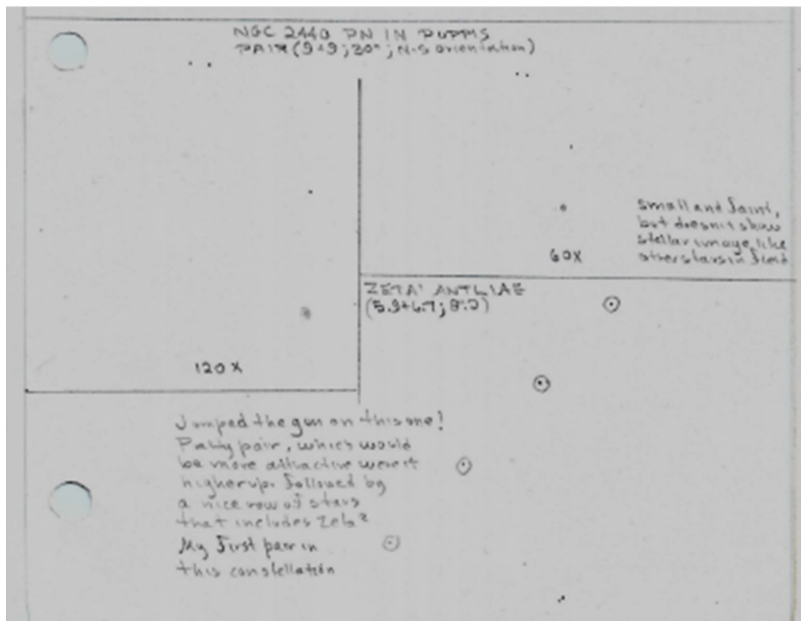 NGC 2440 PN IN PUPPIS
PAIR (9+9; 20"; N-S orientation)
small and faint,
but doesn't show
stellar image, like
other stars in field
60X
ZETA¹ ANTLIAE
(5.9+6.7; 8".0)
120X
Jumped the gun on this one!
pair, which would
be more attractive were it
higher up. Followed by
a nice row of stars
that includes Zeta²
My first pair in
this constellation